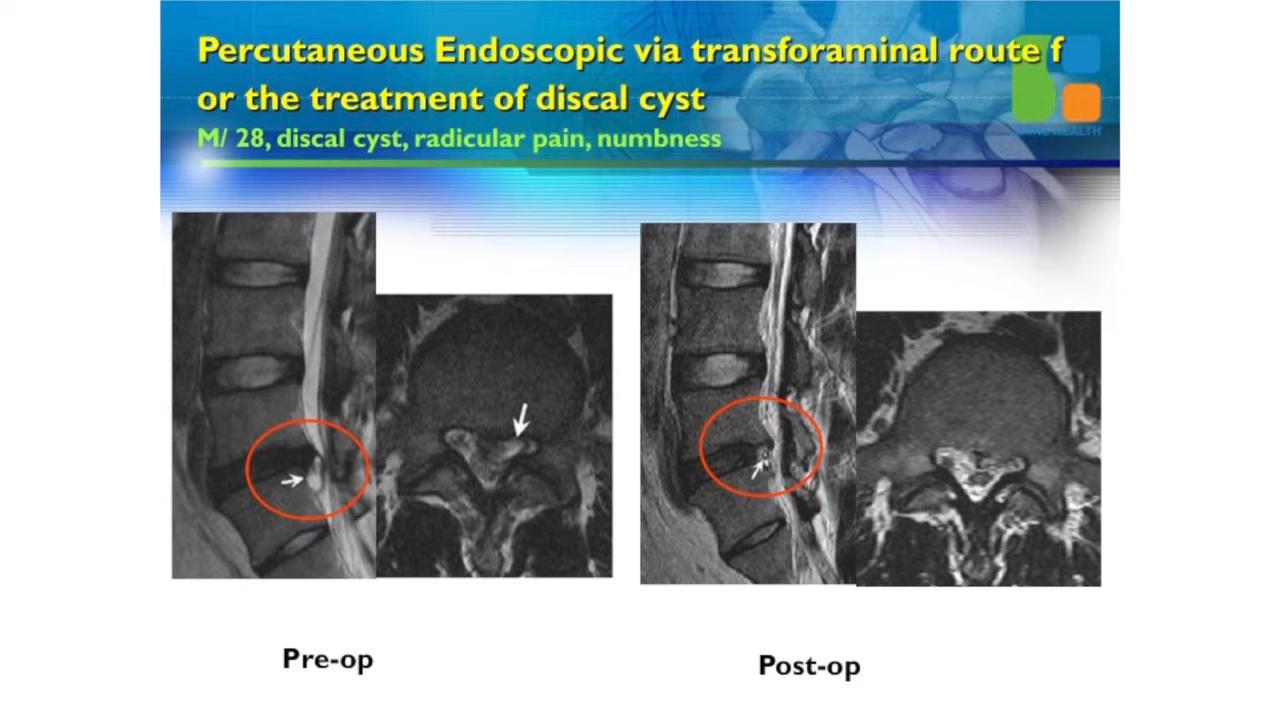 Percutaneous Endoscopic via transforaminal route f
or the treatment of discal cyst
M/ 28, discal cyst, radicular pain, numbness
HEALTH
Pre-op
Post-op